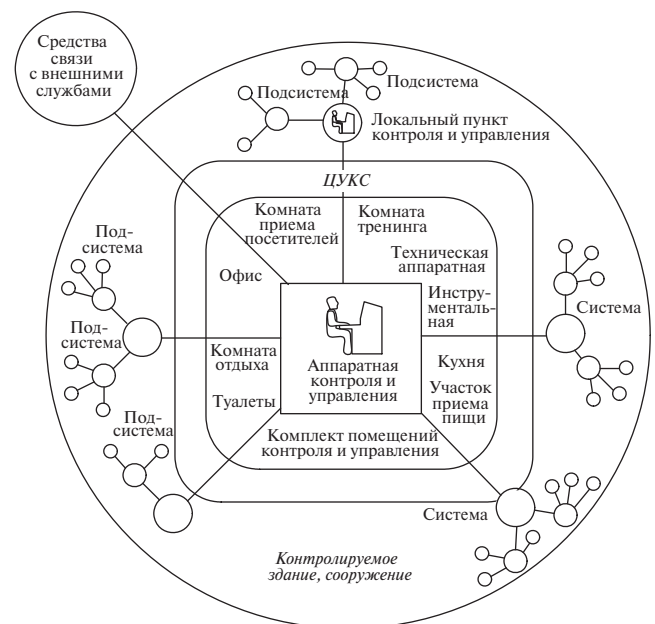 Средства
связи
с внешними
службами
Подсистема
Подсистема
Локальный пункт
контроля и управления
ЦУКС
Комната
приема
посетителей
Комната
тренинга
Под-
система
Офис
Техническая
аппаратная
Инстру-
менталь-
ная
Система
Под-
система
Комната
отдыха
Аппаратная
контроля и
управления
Кухня
Туалеты
Участок
приема
пищи
Под-
система
Комплект помещений
контроля и управления
Система
Контролируемое
здание, сооружение